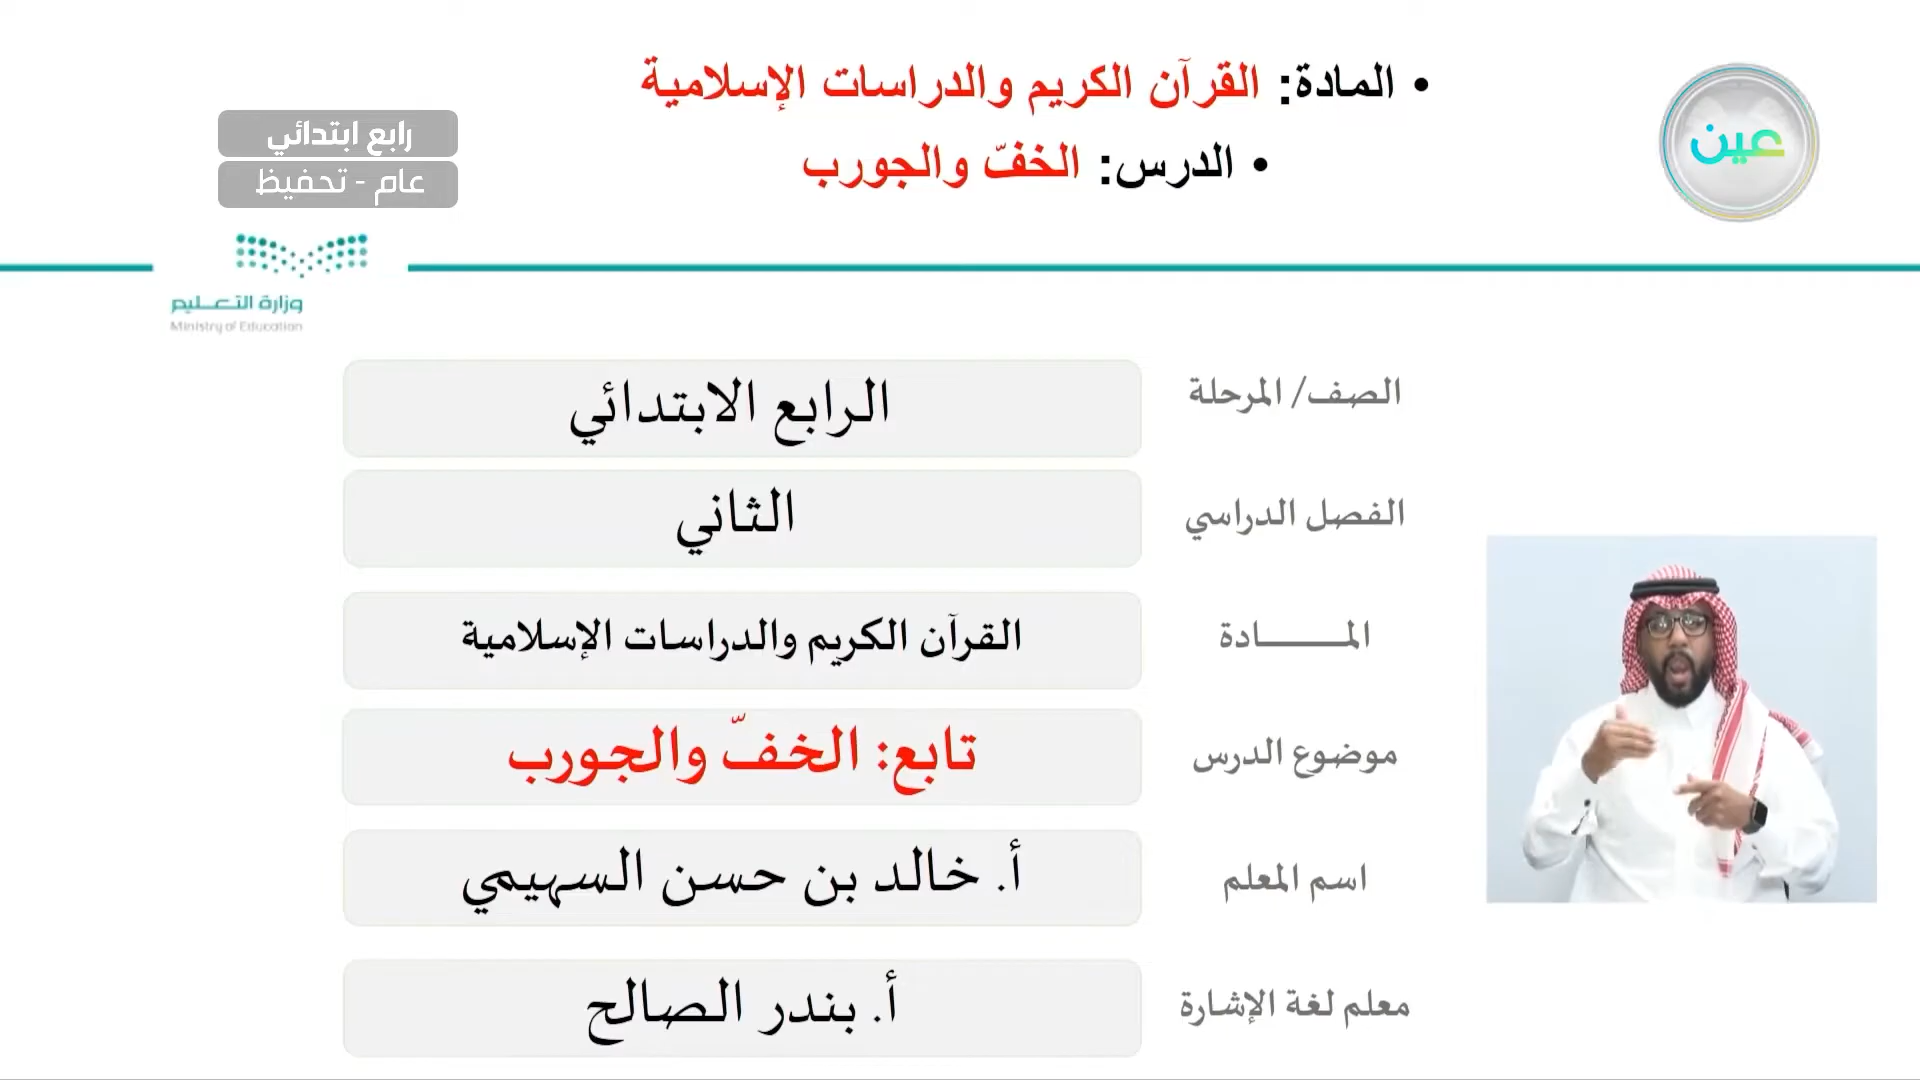 • المادة: القرآن الكريم والدراسات الإسلامية
• الدرس: الخفّ والجورب
عين
رابع ابتدائي
عام - تحفيظ
وزارة التعـــليم
Ministry of Education
الصف/ المرحلة
الرابع الابتدائي
الفصل الدراسي
الثاني
المـــــــــادة
القرآن الكريم والدراسات الإسلامية
موضوع الدرس
تابع: الخفّ والجورب
اسم المعلم
أ. خالد بن حسن السهيمي
معلم لغة الإشارة
أ. بندر الصالح